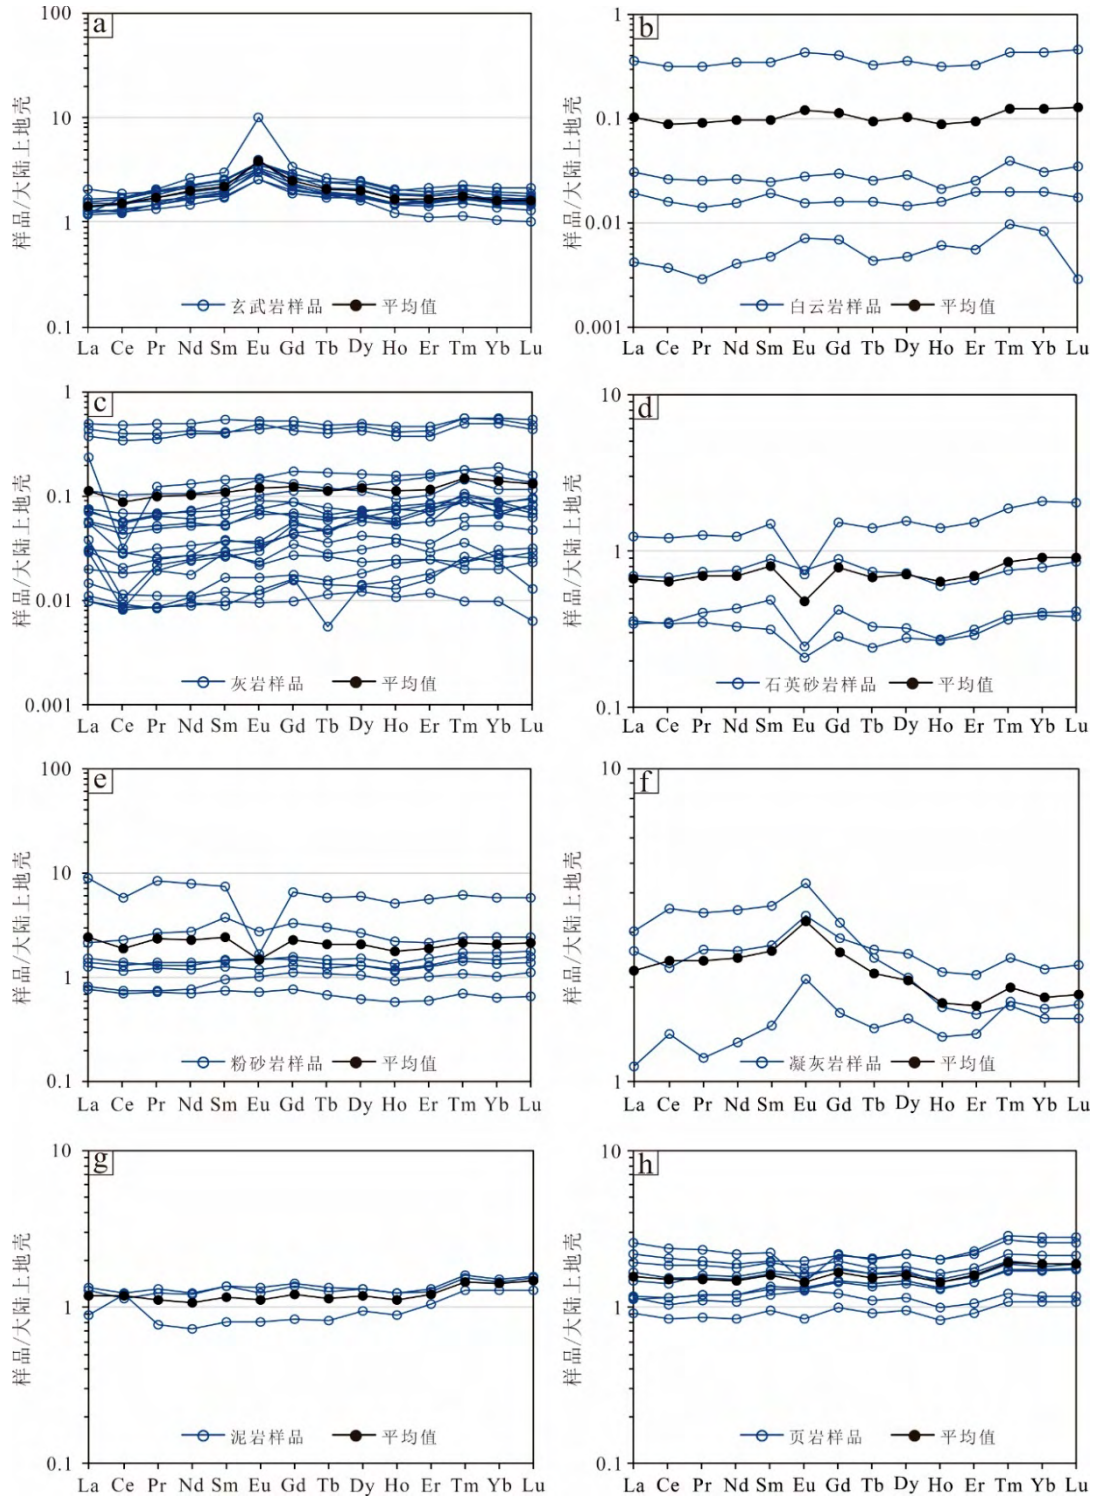 a
100
10
1
0.1
样品/大陆上地壳
玄武岩样品 平均值
La Ce Pr Nd Sm Eu Gd Tb Dy Ho Er Tm Yb Lu
b
1
0.1
0.01
0.001
样品/大陆上地壳
白云岩样品 平均值
La Ce Pr Nd Sm Eu Gd Tb Dy Ho Er Tm Yb Lu
c
1
0.1
0.01
0.001
样品/大陆上地壳
灰岩样品 平均值
La Ce Pr Nd Sm Eu Gd Tb Dy Ho Er Tm Yb Lu
d
10
1
0.1
样品/大陆上地壳
石英砂岩样品 平均值
La Ce Pr Nd Sm Eu Gd Tb Dy Ho Er Tm Yb Lu
e
100
10
1
0.1
样品/大陆上地壳
粉砂岩样品 平均值
La Ce Pr Nd Sm Eu Gd Tb Dy Ho Er Tm Yb Lu
f
10
1
样品/大陆上地壳
凝灰岩样品 平均值
La Ce Pr Nd Sm Eu Gd Tb Dy Ho Er Tm Yb Lu
g
10
1
0.1
样品/大陆上地壳
泥岩样品 平均值
La Ce Pr Nd Sm Eu Gd Tb Dy Ho Er Tm Yb Lu
h
10
1
0.1
样品/大陆上地壳
页岩样品 平均值
La Ce Pr Nd Sm Eu Gd Tb Dy Ho Er Tm Yb Lu